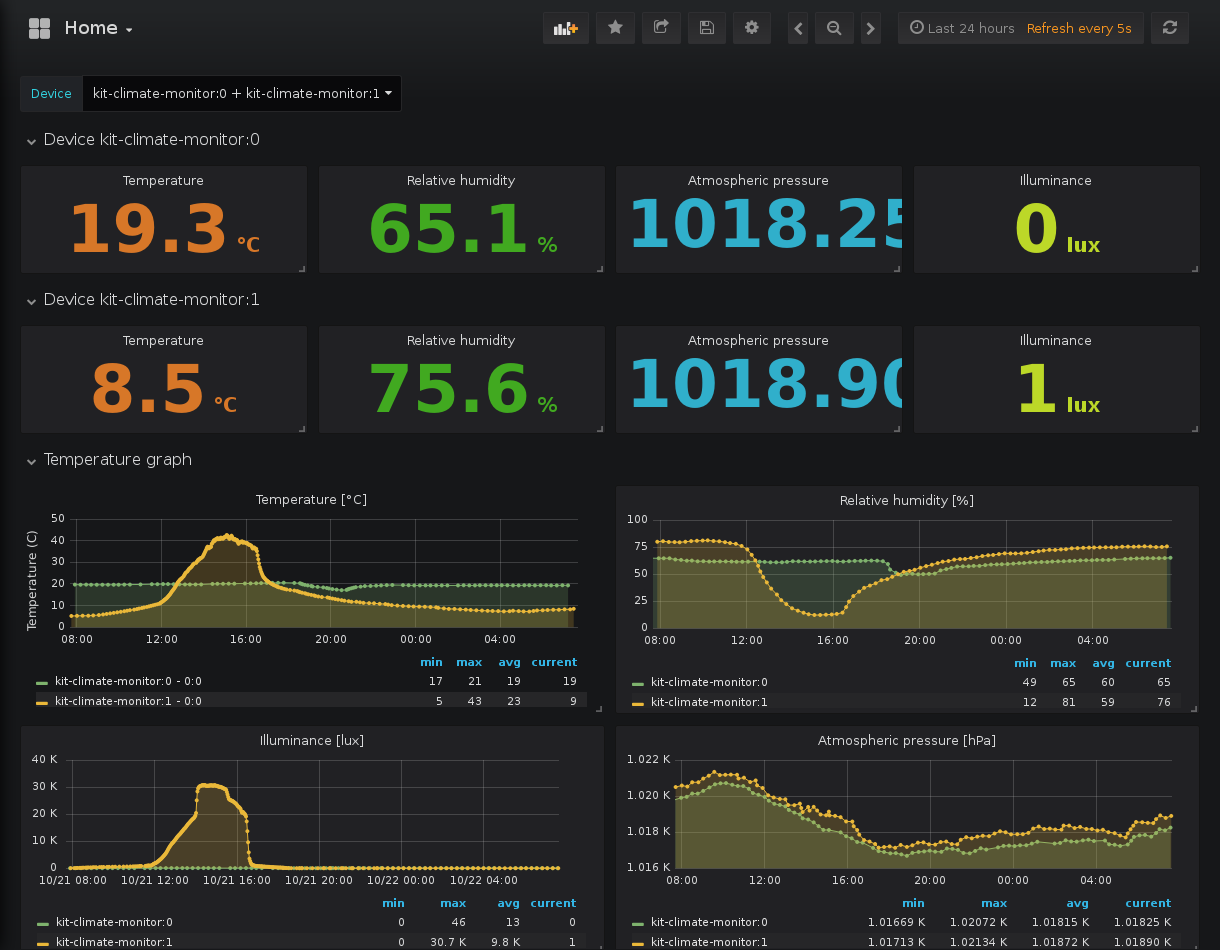 Home
Last 24 hours Refresh every 5s
Device kit-climate-monitor:0 + kit-climate-monitor:1
Device kit-climate-monitor:0
Temperature Relative humidity Atmospheric pressure Illuminance
19.3 °C 65.1 % 1018.25 0 lux
Device kit-climate-monitor:1
Temperature Relative humidity Atmospheric pressure Illuminance
8.5 °C 75.6 % 1018.90 1 lux
Temperature graph
Temperature [°C]
Temperature (C)
50
40
30
20
10
0
08:00 12:00 16:00 20:00 00:00 04:00
min max avg current
kit-climate-monitor:0 - 0:0 17 21 19 19
kit-climate-monitor:1 - 0:0 5 43 23 9
Relative humidity [%]
100
75
50
25
0
08:00 12:00 16:00 20:00 00:00 04:00
min max avg current
kit-climate-monitor:0 49 65 60 65
kit-climate-monitor:1 12 81 59 76
Illuminance [lux]
40 K
30 K
20 K
10 K
0
10/21 08:00 10/21 12:00 10/21 16:00 10/21 20:00 10/22 00:00 10/22 04:00
min max avg current
kit-climate-monitor:0 0 46 13 0
kit-climate-monitor:1 0 30.7 K 9.8 K 1
Atmospheric pressure [hPa]
1.022 K
1.020 K
1.018 K
1.016 K
08:00 12:00 16:00 20:00 00:00 04:00
min max avg current
kit-climate-monitor:0 1.01669 K 1.02072 K 1.01815 K 1.01825 K
kit-climate-monitor:1 1.01713 K 1.02134 K 1.01872 K 1.01890 K